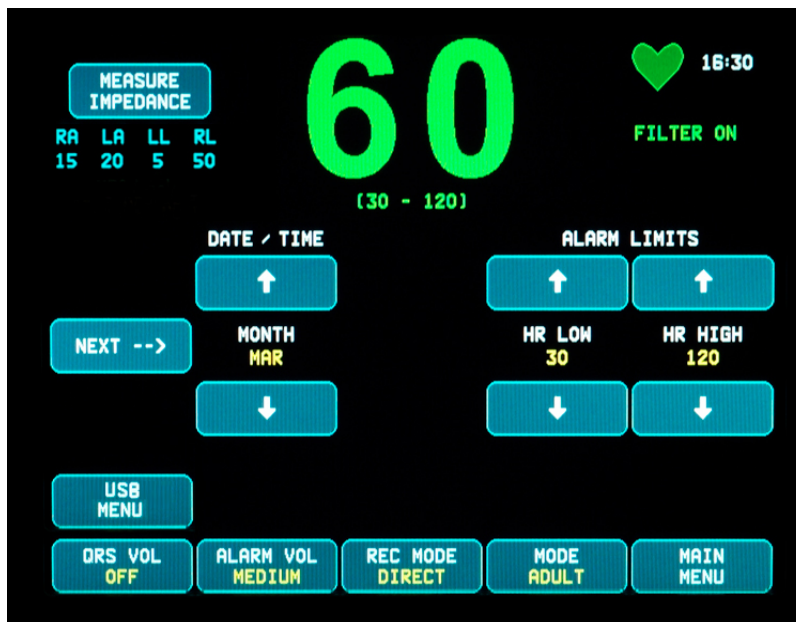 MEASURE
IMPEDANCE
60
16:30
RA LA LL RL
15 20 5 50
FILTER ON
(30 - 120)
DATE / TIME
ALARM LIMITS
NEXT -->
MONTH
MAR
HR LOW
30
HR HIGH
120
USB
MENU
QRS VOL
OFF
ALARM VOL
MEDIUM
REC MODE
DIRECT
MODE
ADULT
MAIN
MENU